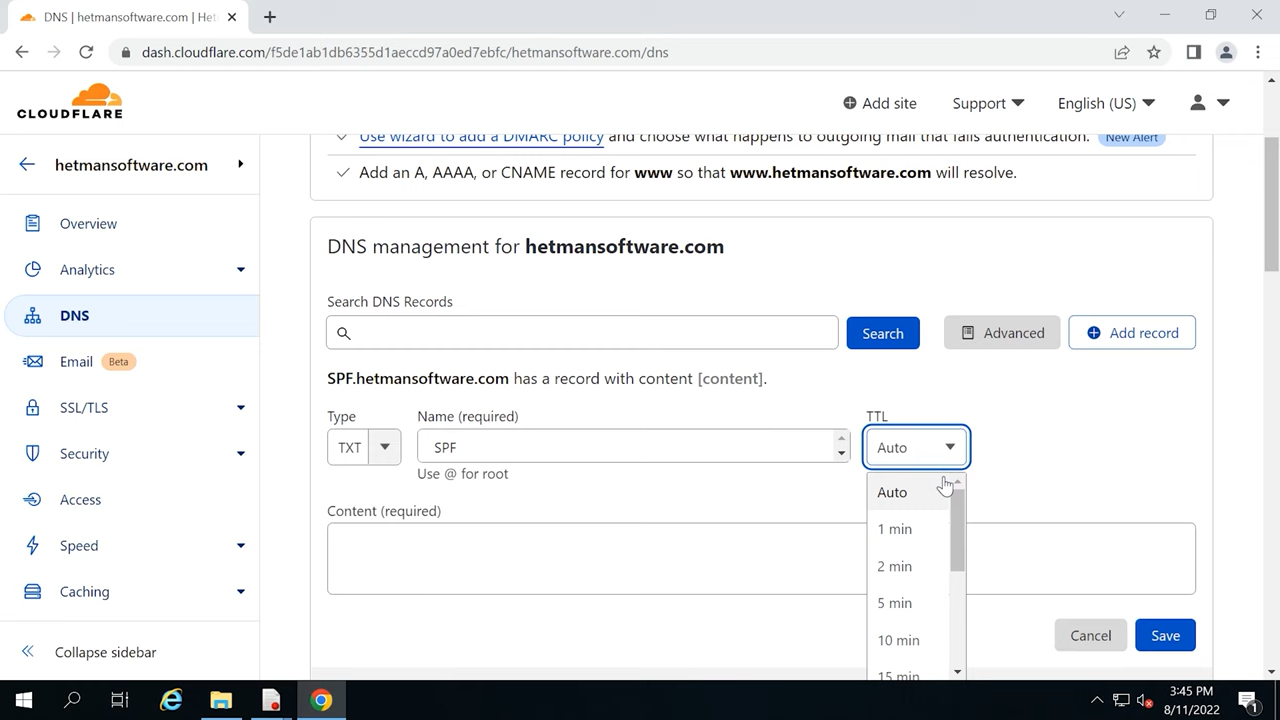 DNS | hetmansoftware.com | Het
dash.cloudflare.com/f5de1ab1db6355d1aeccd97a0ed7ebfc/hetmansoftware.com/dns
CLOUDFLARE
Add site
Support
English (US)
hetmansoftware.com
Overview
Analytics
DNS
Email Beta
SSL/TLS
Security
Access
Speed
Caching
Collapse sidebar
Use wizard to add a DMARC policy and choose what happens to outgoing mail that fails authentication. New Alert
Add an A, AAAA, or CNAME record for www so that www.hetmansoftware.com will resolve.
DNS management for hetmansoftware.com
Search DNS Records
Search
Advanced
Add record
SPF.hetmansoftware.com has a record with content [content].
Type
Name (required)
TTL
TXT
SPF
Auto
Use @ for root
Auto
1 min
2 min
5 min
10 min
15 min
Content (required)
Cancel
Save
3:45 PM
8/11/2022
1